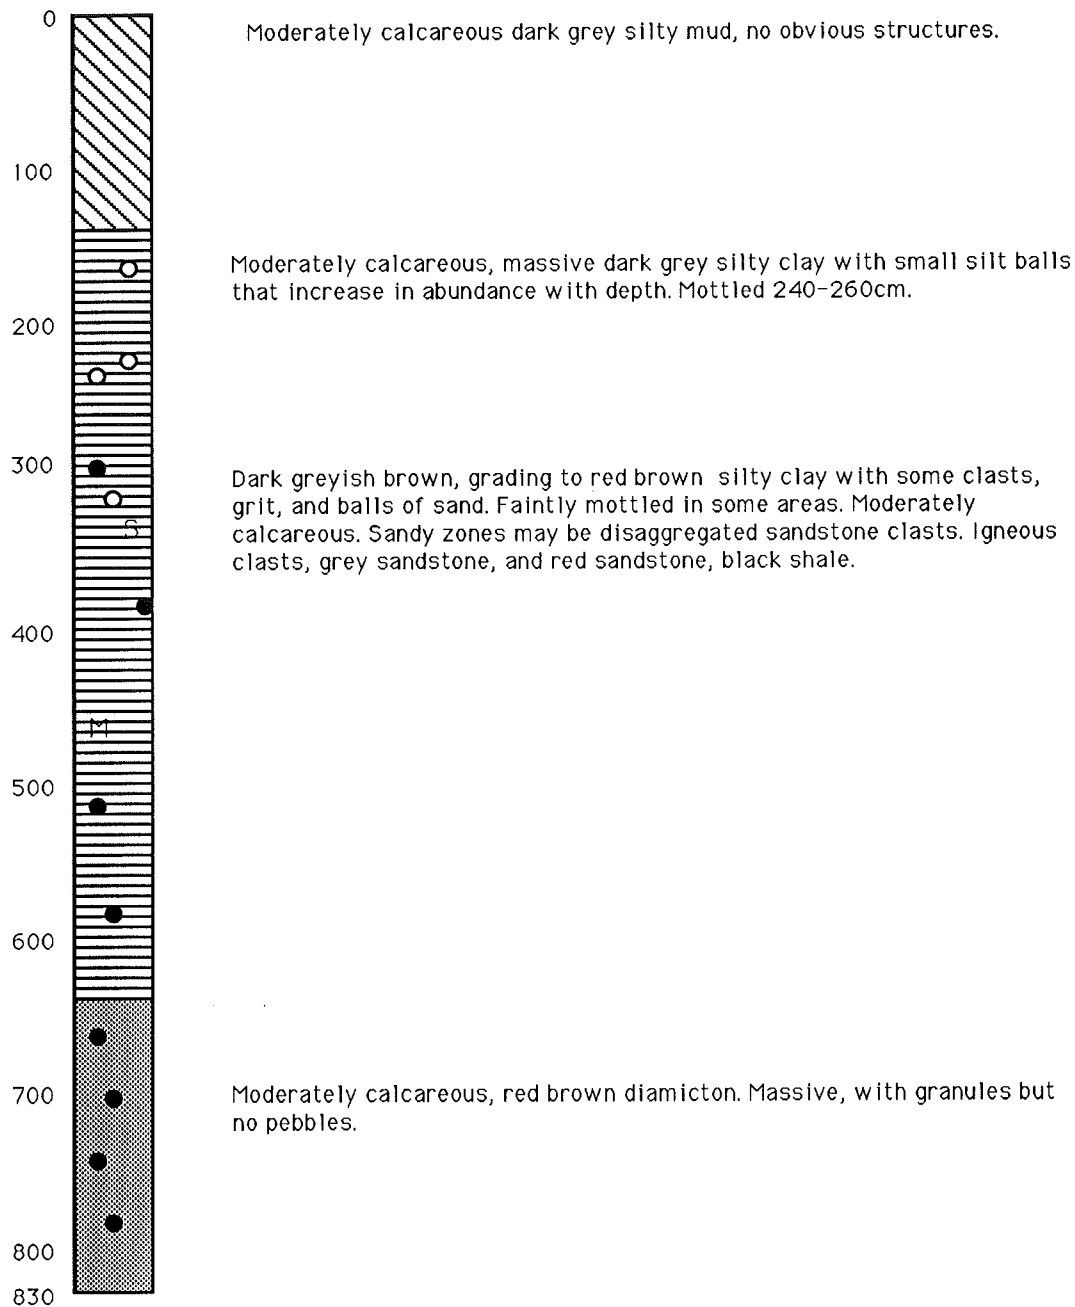 0
Moderately calcareous dark grey silty mud, no obvious structures.
100
Moderately calcareous, massive dark grey silty clay with small silt balls
that increase in abundance with depth. Mottled 240-260cm.
200
300
Dark greyish brown, grading to red brown silty clay with some clasts,
grit, and balls of sand. Faintly mottled in some areas. Moderately
calcareous. Sandy zones may be disaggregated sandstone clasts. Igneous
clasts, grey sandstone, and red sandstone, black shale.
S
400
M
500
600
700
Moderately calcareous, red brown diamicton. Massive, with granules but
no pebbles.
800
830